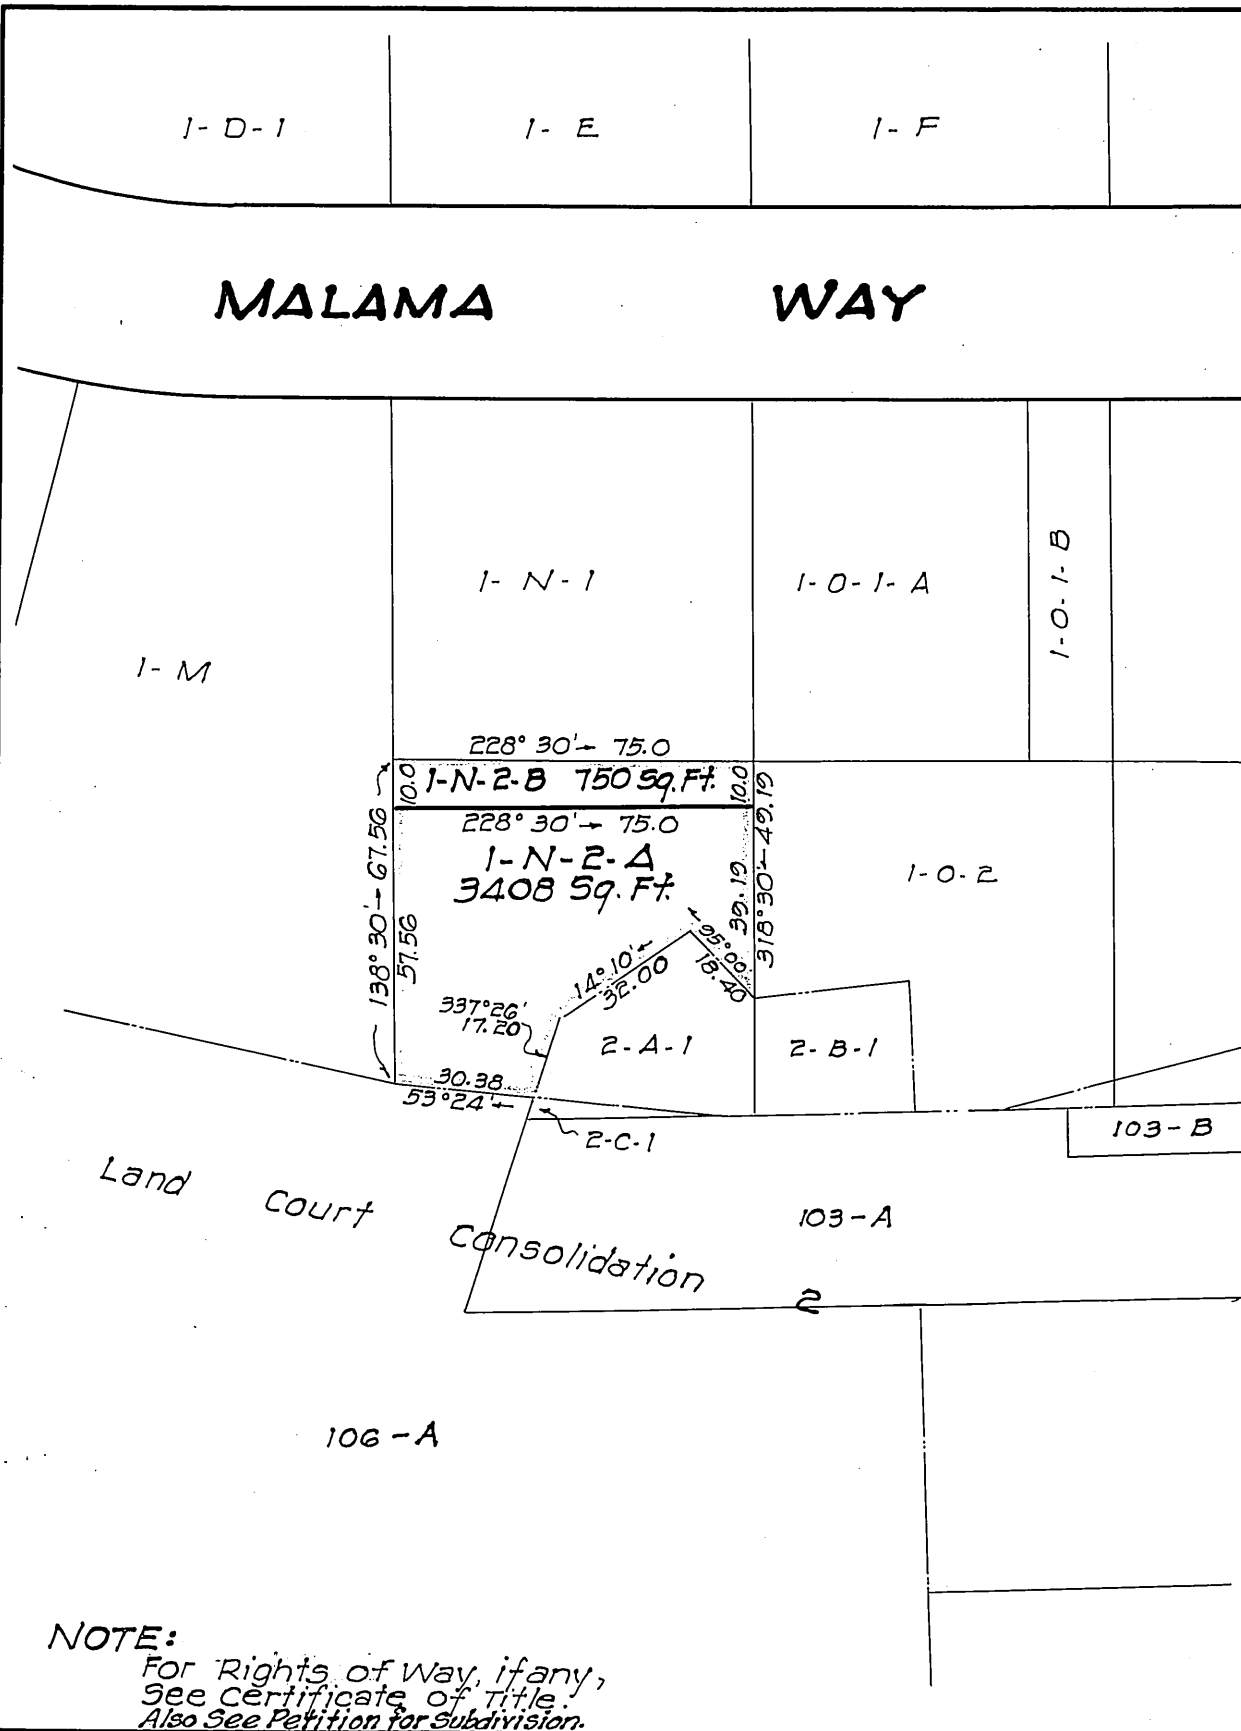 1-D-1
1-E
1-F
MALAMA WAY
1-N-1
1-O-1-A
1-O-1-B
1-M
228° 30' 75.0
10.0
1-N-2-B 750 Sq.Ft.
10.0
228° 30' 75.0
1-N-2-A
3408 Sq.Ft.
138° 30' 67.56
57.56
39.19
318° 30' 49.19
1-O-2
95°00'
18.40
14°10'
32.00
337°26'
17.20
2-A-1
2-B-1
30.38
53°24'
2-C-1
103-B
Land Court Consolidation 2
103-A
106-A
NOTE:
For Rights of Way, if any,
See Certificate of Title.
Also See Petition for Subdivision.